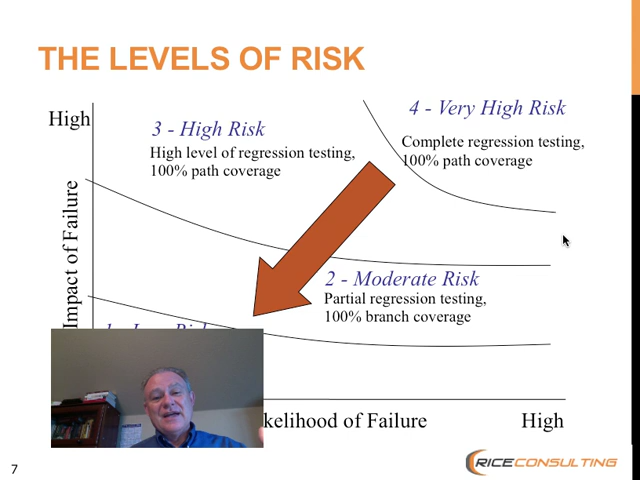 THE LEVELS OF RISK
High
4 - Very High Risk
3 - High Risk
Complete regression testing,
100% path coverage
High level of regression testing,
100% path coverage
Impact of Failure
2 - Moderate Risk
Partial regression testing,
100% branch coverage
kelihood of Failure
High
7
RICECONSULTING